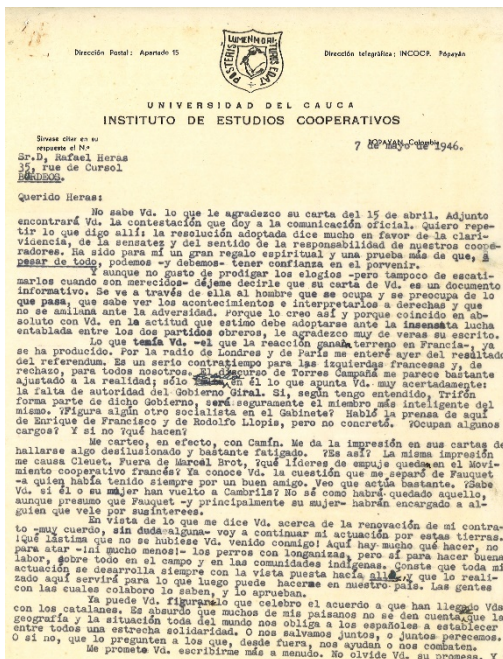 Dirección Postal: Apartado 15
LUMEN
POSTERIS
Dirección telegráfica: INCOCP. Popayán
UNIVERSIDAD DEL CAUCA
INSTITUTO DE ESTUDIOS COOPERATIVOS
Sírvase citar en su
respuesta el N.º
POPAYAN, Colombia
7 de mayo de 1946.
Sr.D, Rafael Heras
35, rue de Cursol
BÓRDEOS.
Querido Heras:
No sabe Vd. lo que le agradezco su carta del 15 de abril. Adjunto
encontrará Vd. la contestación que doy a la comunicación oficial. Quiero repe-
tir lo que digo allí: la resolución adoptada dice mucho en favor de la clari-
videncia, de la sensatez y del sentido de la responsabilidad de nuestros coope-
radores. Ha sido para mí un gran regalo espiritual y una prueba más de que, a
pesar de todo, podemos -y debemos- tener confianza en el porvenir.
Y aunque no gusto de prodigar los elogios -pero tampoco de escati-
marlos cuando son merecidos- déjeme decirle que su carta de Vd. es un documento
informativo. Se ve a través de ella al hombre que se ocupa y se preocupa de lo
que pasa, que sabe ver los acontecimientos e interpretarlos a derechas y que
no se amilana ante la adversidad. Porque lo creo así y porque coincido en ab-
soluto con Vd. en la actitud que estimo debe adoptarse ante la insensata lucha
entablada entre los dos partidos obreros, le agradezco muy de veras su escrito.
Lo que temía Vd. -el que la reacción ganaría terreno en Francia-, ya
se ha producido. Por la radio de Londres y de París me enteré ayer del resultado
del referendum. Es un serio contratiempo para las izquierdas francesas y, de
rechazo, para todos nosotros. El discurso de Torres Campañá me parece bastante
ajustado a la realidad; sólo en él lo que apunta Vd. muy acertadamente:
la falta de autoridad del Gobierno Giral. Si, según tengo entendido, Trifón
forma parte de dicho Gobierno, será seguramente el miembro más inteligente del
mismo. ?Figura algún otro socialista en el Gabinete? Habló la prensa de aquí
de Enrique de Francisco y de Rodolfo Llopis, pero no concretó. ?Ocupan algunos
cargos? Y si no ?qué hacen?
Me carteo, en efecto, con Camín. Me da la impresión en sus cartas de
hallarse algo desilusionado y bastante fatigado. ?Es así? La misma impresión
me causa Cleuet. Fuera de Marcel Brot, ?qué líderes de empuje quedan en el Movi-
miento cooperativo francés? Ya conoce Vd. la cuestión que me separó de Fauquet
-a quien había tenido siempre por un buen amigo. Veo que actúa bastante. ?Sabe
Vd. si él o su mujer han vuelto a Cambrils? No sé como habrá quedado aquello,
aunque presumo que Fauquet -y principalmente su mujer- habrán encargado a al-
guien que vele por susinterees.
En vista de lo que me dice Vd. acerca de la renovación de mi contra-
to -muy cuerdo, sin duda alguna- voy a continuar mi actuación por estas tierras.
!Qué lástima que no se hubiese Vd. venido conmigo! Aquí hay mucho qué hacer, no
para atar -!ni mucho menos!- los perros con longanizas, pero sí para hacer buena
labor, sobre todo en el campo y en las comunidades indígenas. Conste que toda mi
actuación se desarrolla siempre con la vista puesta hacia allá, y que lo reali-
zado aquí servirá para lo que luego puede hacerse en nuestro país. Las gentes
con las cuales colaboro lo saben, y lo aprueban.
Ya puede Vd. figurarse lo que celebro el acuerdo a que han llegado Vds
con los catalanes. Es absurdo que muchos de mis paisanos no se den cuenta que la
geografía y la situación toda del mundo nos obliga a los españoles a establecer
entre todos una estrecha solidaridad. O nos salvamos juntos, o juntos perecemos.
O si no, que lo pregunten a los que, desde fuera, nos ayudan o nos combaten.
Me promete Vd. escribirme más a menudo. No olvide Vd. su promesa. Y